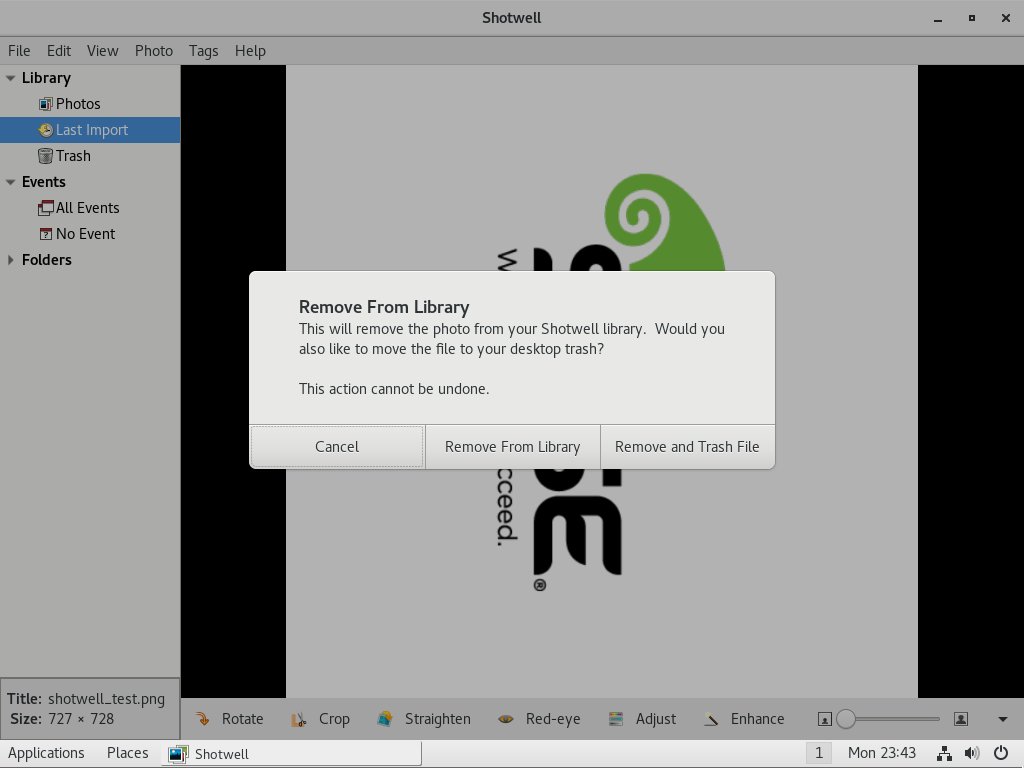 Shotwell
File Edit View Photo Tags Help
Library
Photos
Last Import
Trash
Events
All Events
No Event
Folders
W
Remove From Library
This will remove the photo from your Shotwell library. Would you
also like to move the file to your desktop trash?
This action cannot be undone.
Cancel Remove From Library Remove and Trash File
cceed.
®
Title: shotwell_test.png
Size: 727 × 728
Rotate Crop Straighten Red-eye Adjust Enhance
Applications Places Shotwell 1 Mon 23:43